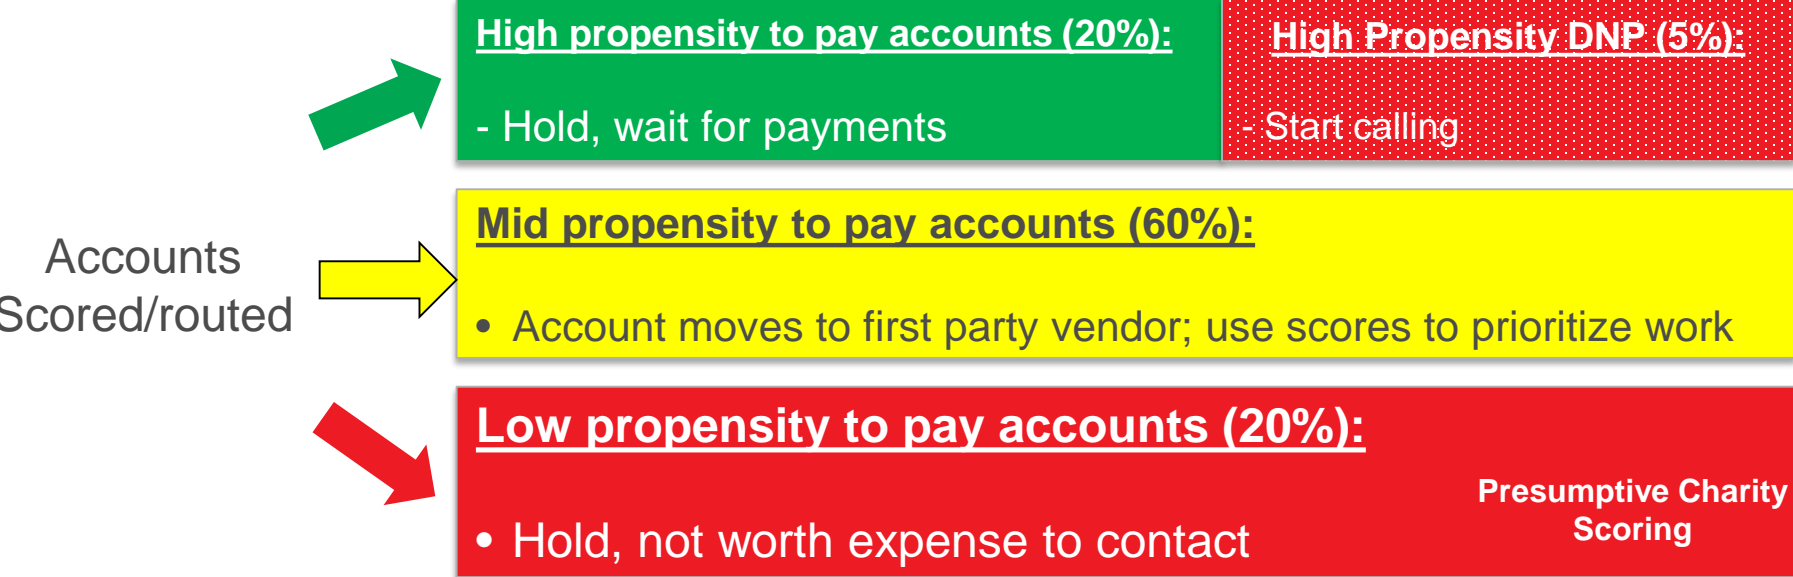 High propensity to pay accounts (20%):
- Hold, wait for payments
High Propensity DNP (5%):
- Start calling
Accounts
Scored/routed
Mid propensity to pay accounts (60%):
• Account moves to first party vendor; use scores to prioritize work
Low propensity to pay accounts (20%):
• Hold, not worth expense to contact
Presumptive Charity
Scoring